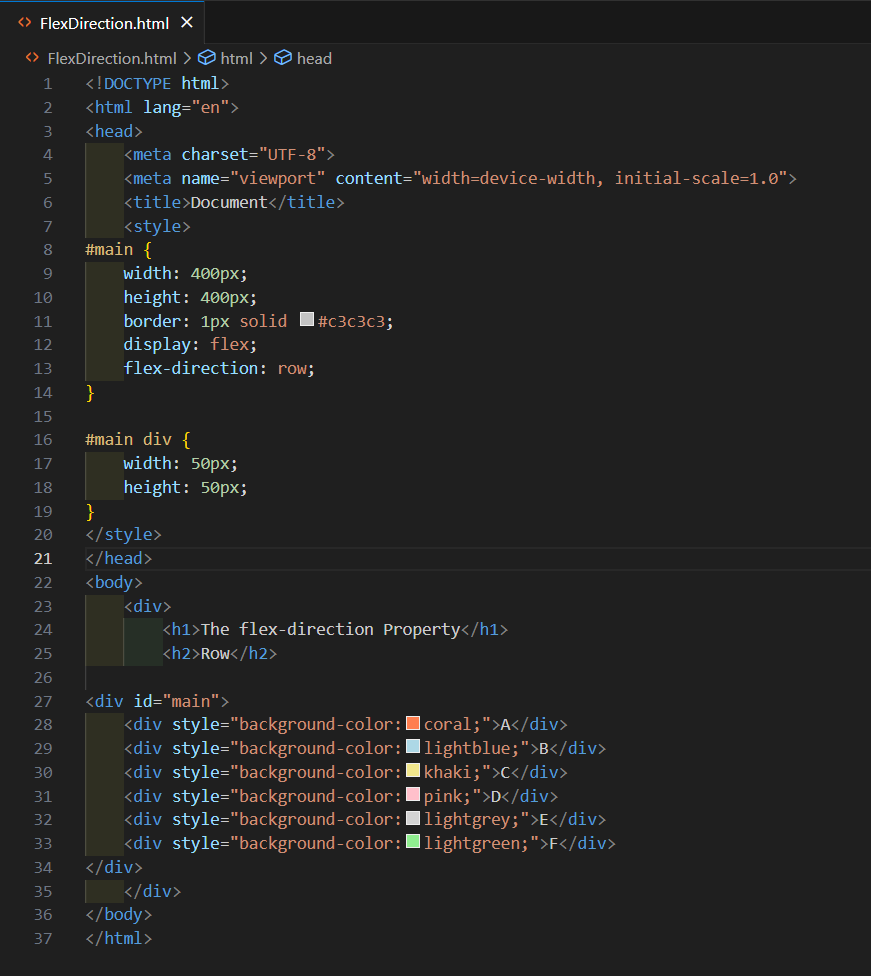 FlexDirection.html
FlexDirection.html > html > head
1 <!DOCTYPE html>
2 <html lang="en">
3 <head>
4     <meta charset="UTF-8">
5     <meta name="viewport" content="width=device-width, initial-scale=1.0">
6     <title>Document</title>
7     <style>
8 #main {
9     width: 400px;
10     height: 400px;
11     border: 1px solid #c3c3c3;
12     display: flex;
13     flex-direction: row;
14 }
15
16 #main div {
17     width: 50px;
18     height: 50px;
19 }
20 </style>
21 </head>
22 <body>
23     <div>
24         <h1>The flex-direction Property</h1>
25         <h2>Row</h2>
26
27 <div id="main">
28     <div style="background-color:coral;">A</div>
29     <div style="background-color:lightblue;">B</div>
30     <div style="background-color:khaki;">C</div>
31     <div style="background-color:pink;">D</div>
32     <div style="background-color:lightgrey;">E</div>
33     <div style="background-color:lightgreen;">F</div>
34 </div>
35     </div>
36 </body>
37 </html>